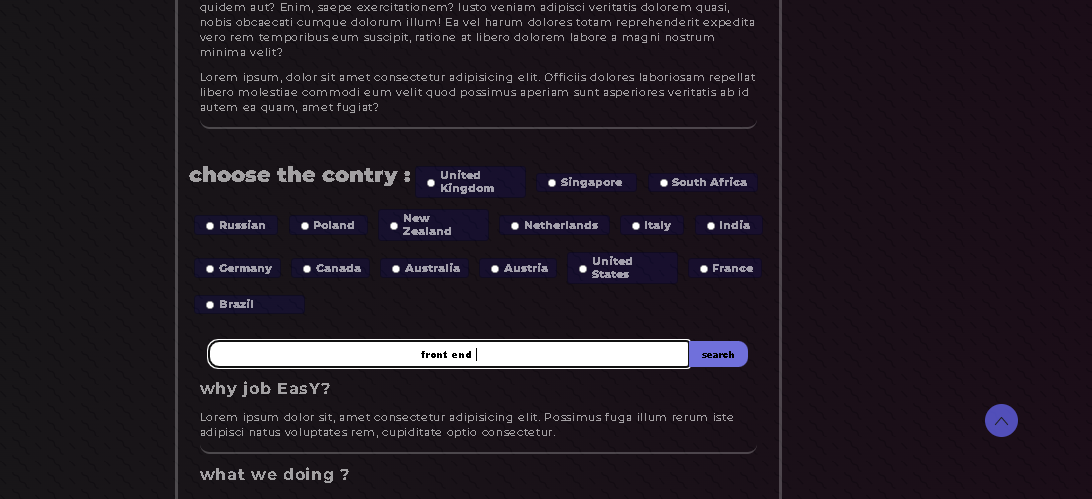 quidem aut? Enim, saepe exercitationem? Iusto veniam adipisci veritatis dolorem quasi,
nobis obcaecati cumque dolorum illum! Ea vel harum dolores totam reprehenderit expedita
vero rem temporibus eum suscipit, ratione at libero dolorem labore a magni nostrum
minima velit?
Lorem ipsum, dolor sit amet consectetur adipisicing elit. Officiis dolores laboriosam repellat
libero molestiae commodi eum velit quod possimus aperiam sunt asperiores veritatis ab id
autem ea quam, amet fugiat?
choose the contry : United Kingdom Singapore South Africa
Russian Poland New Zealand Netherlands Italy India
Germany Canada Australia Austria United States France
Brazil
front end search
why job EasY?
Lorem ipsum dolor sit, amet consectetur adipisicing elit. Possimus fuga illum rerum iste
adipisci natus voluptates rem, cupiditate optio consectetur.
what we doing ?